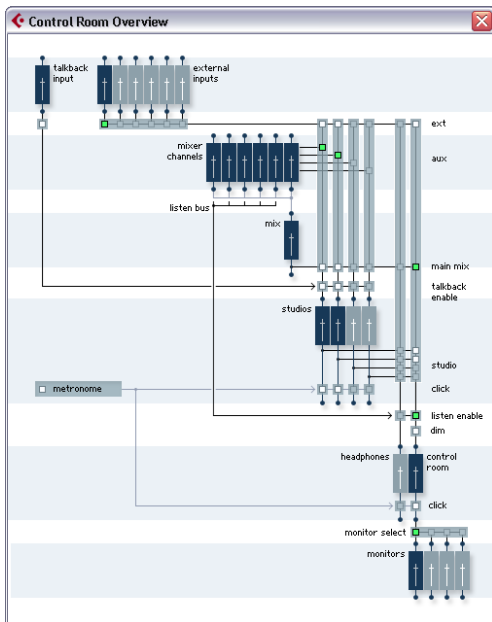 Control Room Overview
talkback
input
external
inputs
ext
mixer
channels
aux
listen bus
mix
main mix
talkback
enable
studios
studio
metronome
click
listen enable
dim
headphones
control
room
click
monitor select
monitors